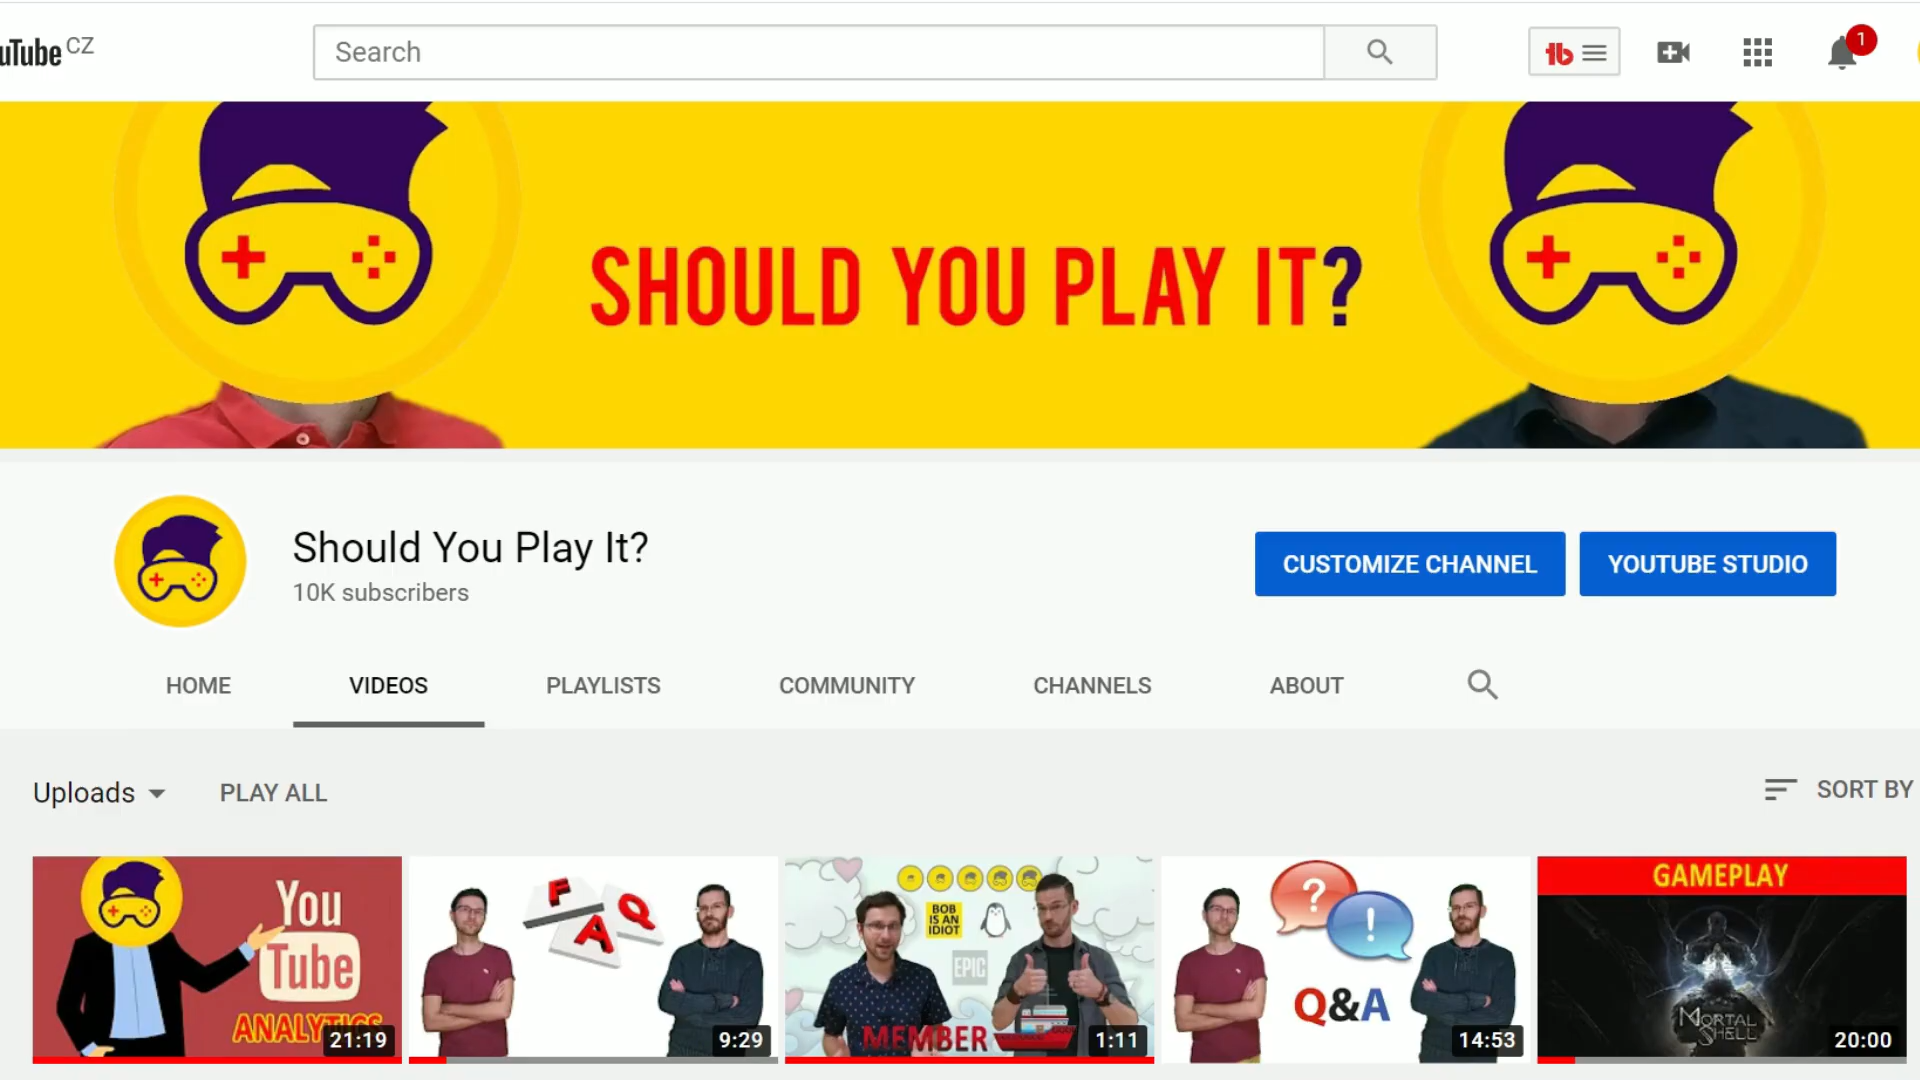 uTube CZ
Search
1
SHOULD YOU PLAY IT?
Should You Play It?
10K subscribers
CUSTOMIZE CHANNEL
YOUTUBE STUDIO
HOME
VIDEOS
PLAYLISTS
COMMUNITY
CHANNELS
ABOUT
Uploads
PLAY ALL
SORT BY
You
Tube
ANALYTICS
21:19
F
A
Q
9:29
BOB
IS AN
IDIOT
EPIC
MEMBER
1:11
?
!
Q&A
14:53
GAMEPLAY
MORTAL
SHELL
20:00